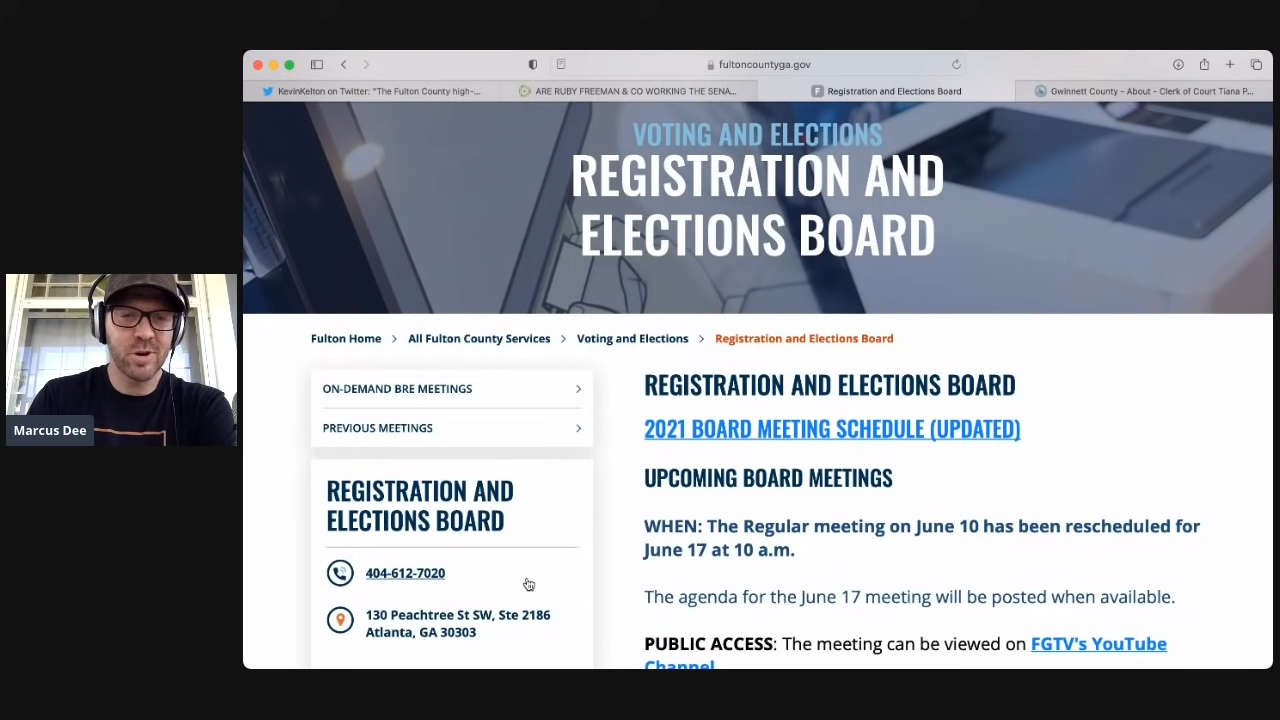 fultoncountyga.gov
KevinKelton on Twitter: "The Fulton County high-...
ARE RUBY FREEMAN & CO WORKING THE SENA...
F Registration and Elections Board
Gwinnett County - About - Clerk of Court Tiana P...
VOTING AND ELECTIONS
REGISTRATION AND
ELECTIONS BOARD
Fulton Home > All Fulton County Services > Voting and Elections > Registration and Elections Board
ON-DEMAND BRE MEETINGS
PREVIOUS MEETINGS
REGISTRATION AND
ELECTIONS BOARD
404-612-7020
130 Peachtree St SW, Ste 2186
Atlanta, GA 30303
REGISTRATION AND ELECTIONS BOARD
2021 BOARD MEETING SCHEDULE (UPDATED)
UPCOMING BOARD MEETINGS
WHEN: The Regular meeting on June 10 has been rescheduled for
June 17 at 10 a.m.
The agenda for the June 17 meeting will be posted when available.
PUBLIC ACCESS: The meeting can be viewed on FGTV's YouTube
Channel
Marcus Dee